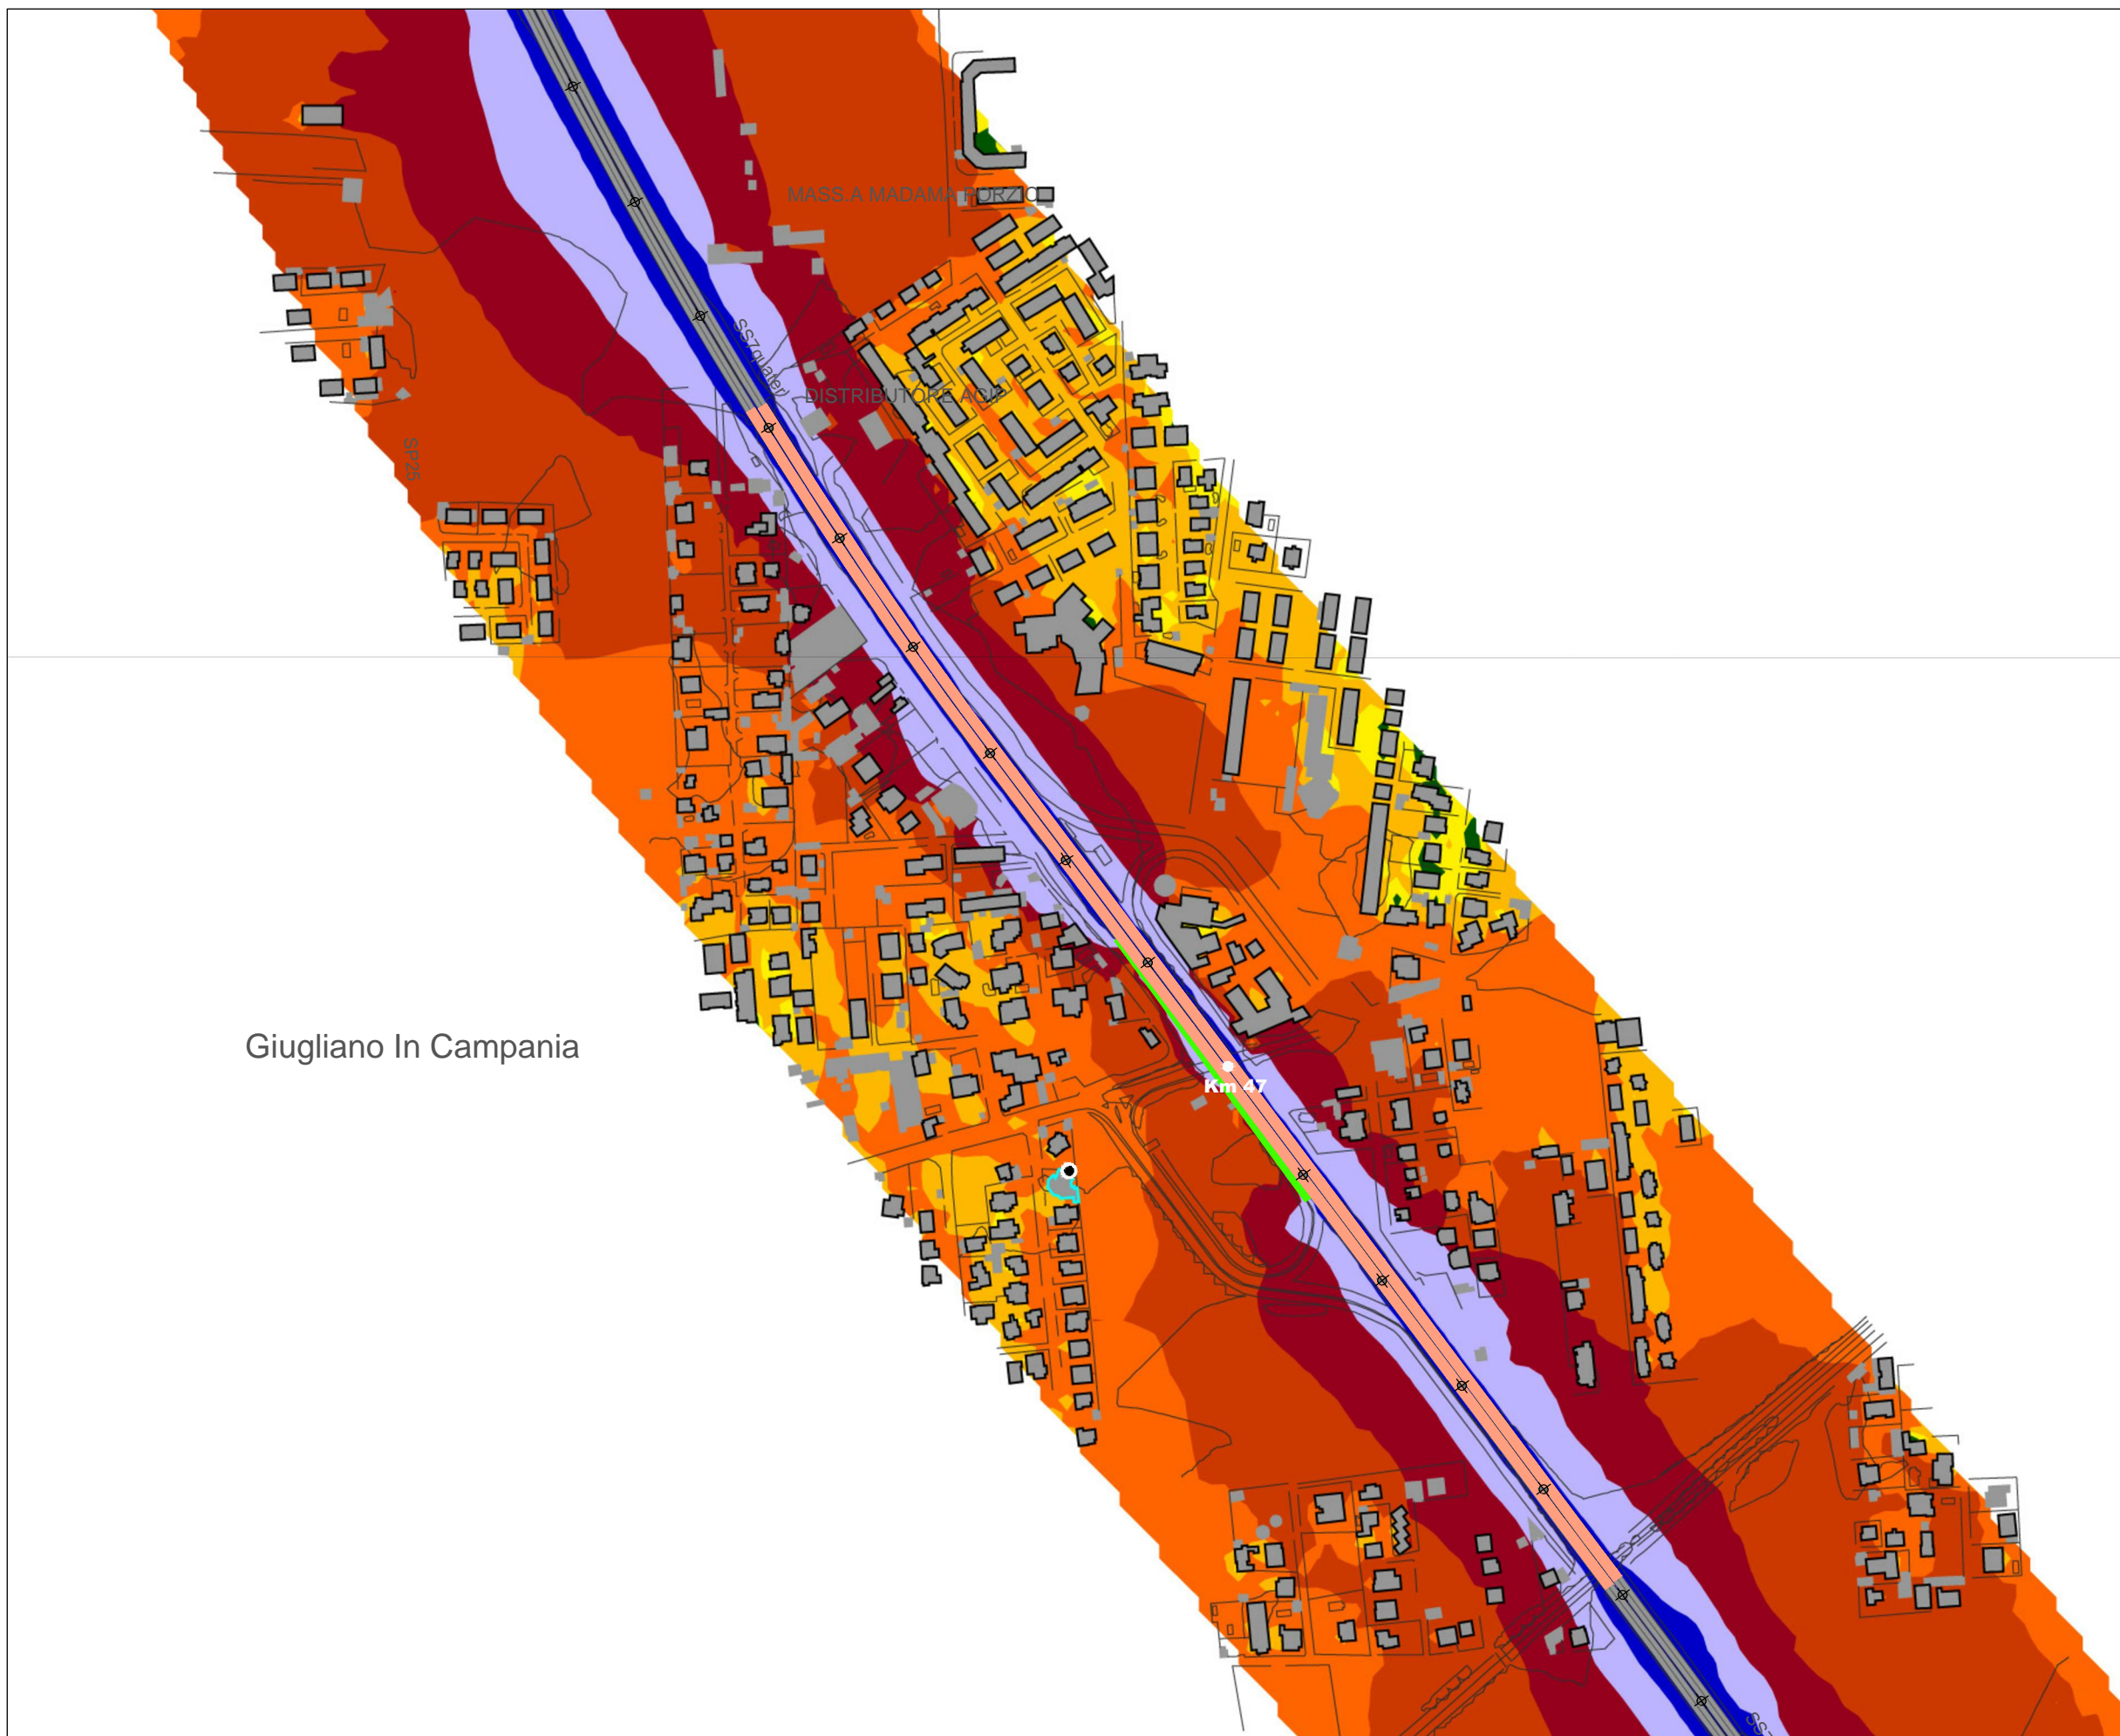 MASS.A MADAMA PORZIO
SS7quater
DISTRIBUTORE AGIP
SP25
Giugliano In Campania
Km 47